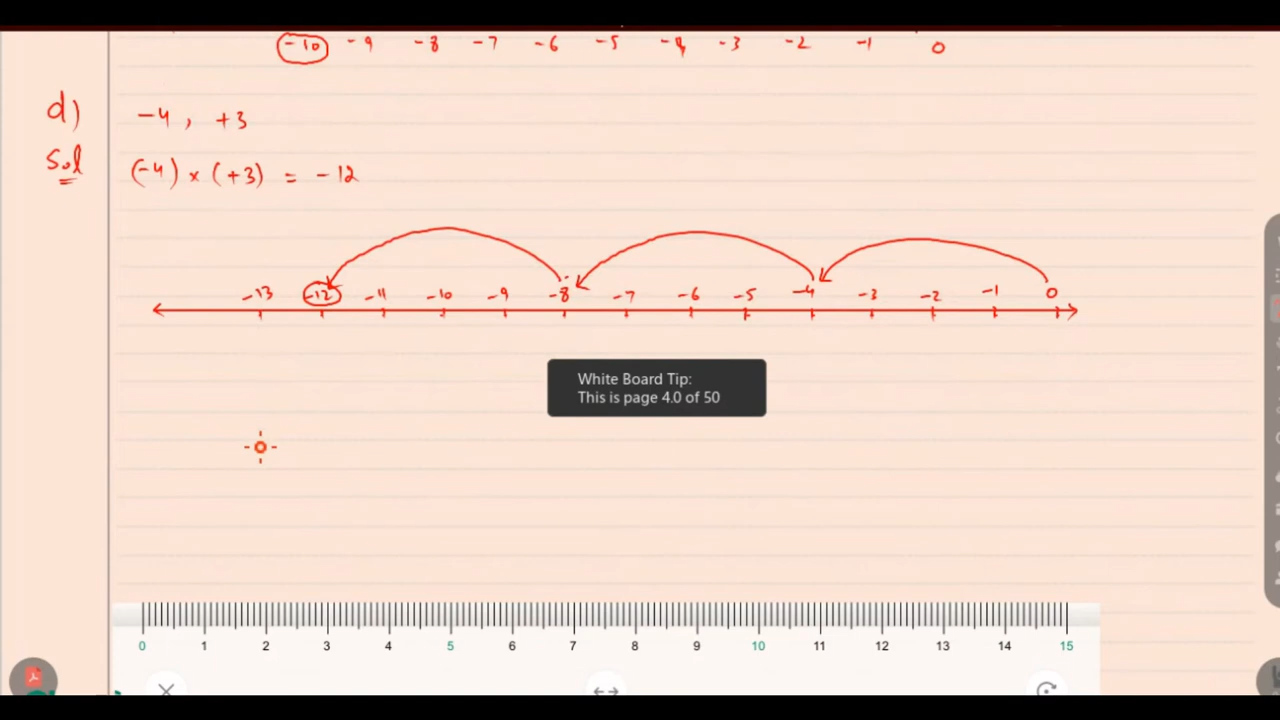 -10 -9 -8 -7 -6 -5 -4 -3 -2 -1 0
d) -4, +3
Sol (-4) × (+3) = -12
-13 -12 -11 -10 -9 -8 -7 -6 -5 -4 -3 -2 -1 0
White Board Tip:
This is page 4.0 of 50
0 1 2 3 4 5 6 7 8 9 10 11 12 13 14 15